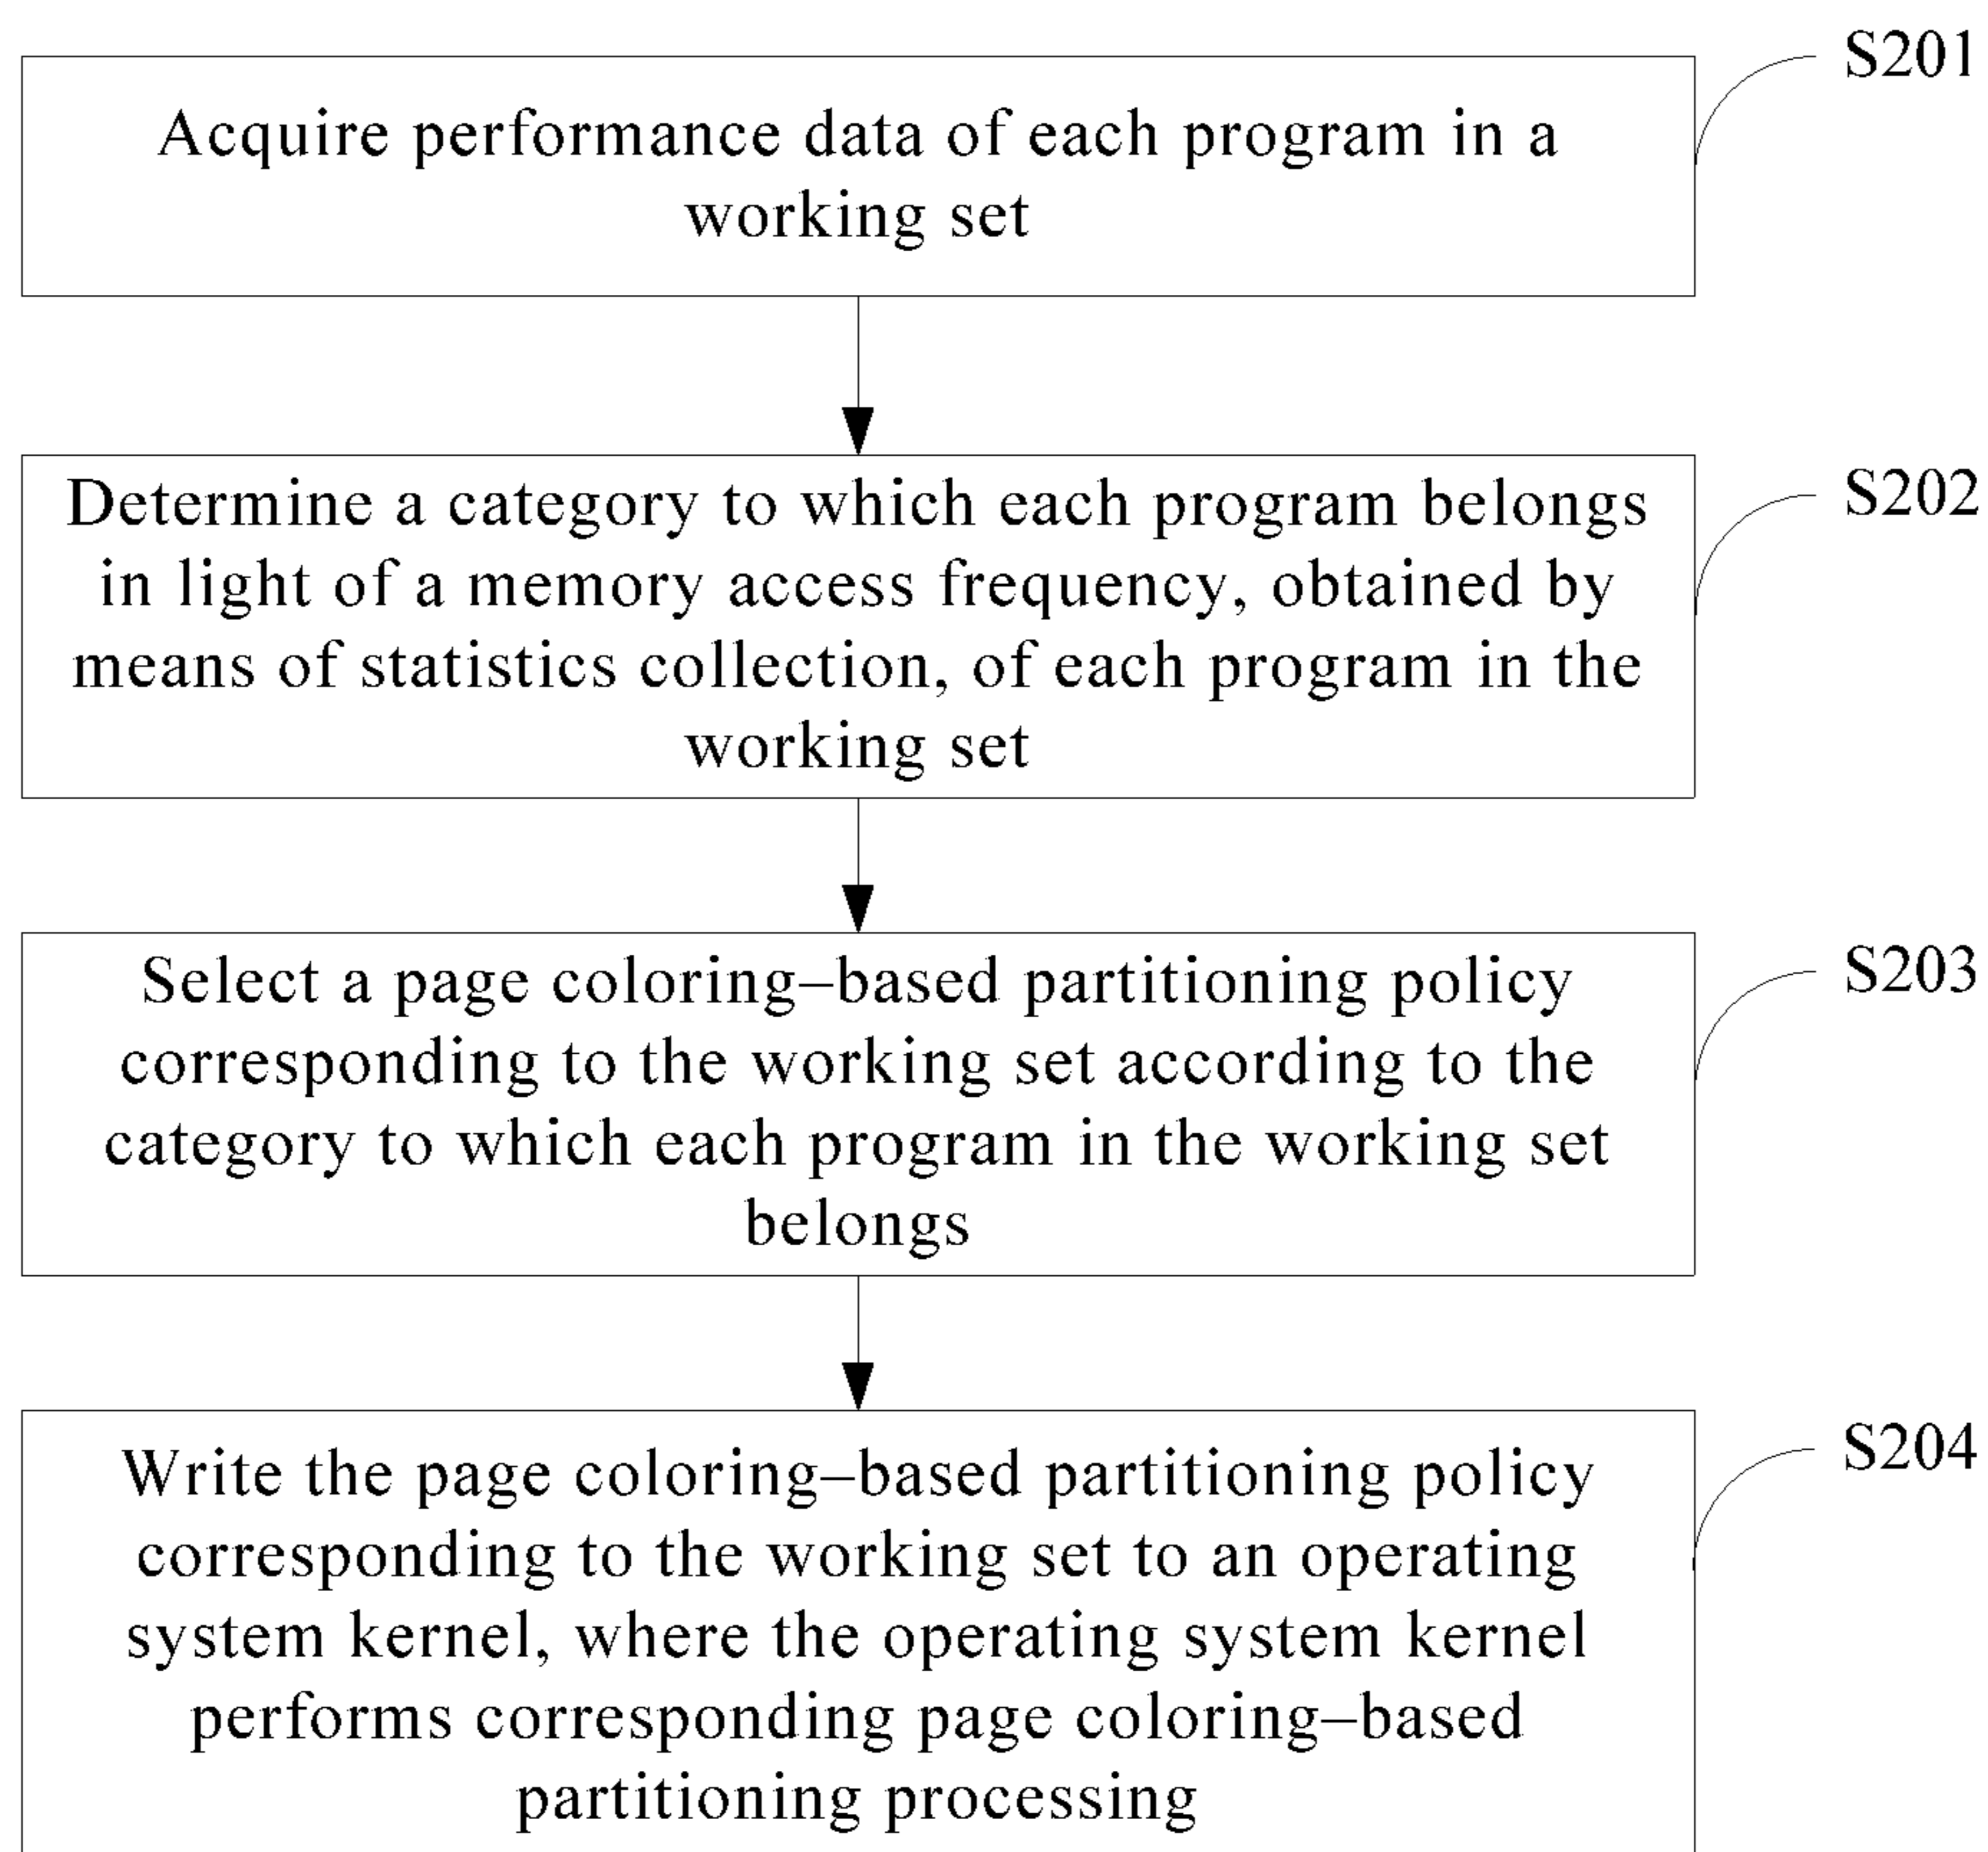 S201
Acquire performance data of each program in a
working set
S202
Determine a category to which each program belongs
in light of a memory access frequency, obtained by
means of statistics collection, of each program in the
working set
S203
Select a page coloring–based partitioning policy
corresponding to the working set according to the
category to which each program in the working set
belongs
S204
Write the page coloring–based partitioning policy
corresponding to the working set to an operating
system kernel, where the operating system kernel
performs corresponding page coloring–based
partitioning processing